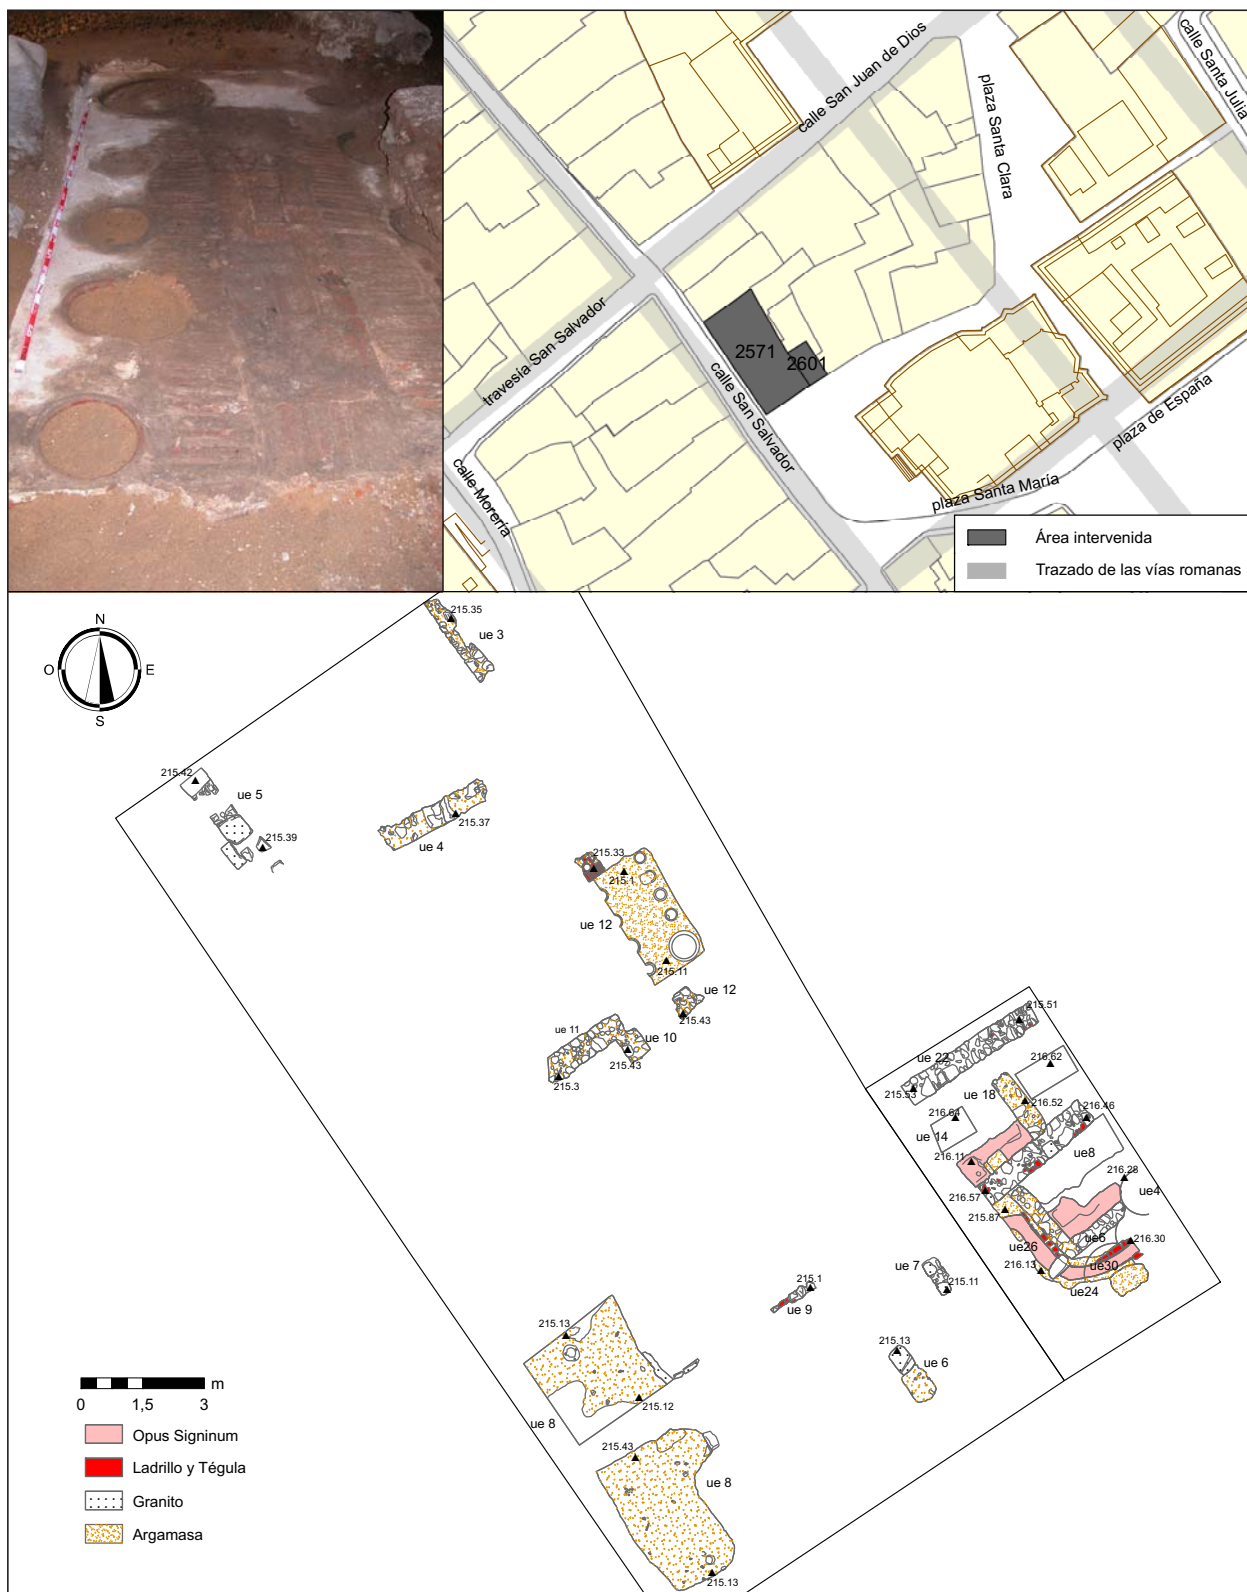 calle San Juan de Dios
plaza Santa Clara
calle Santa Julia
travesía San Salvador
2571
2601
calle San Salvador
calle Morería
plaza Santa María
plaza de España
Área intervenida
Trazado de las vías romanas
N
O
E
S
215.35
ue 3
215.42
ue 5
215.39
215.37
ue 4
215.33
215.1
ue 12
215.11
ue 12
215.43
ue 11
ue 10
215.43
215.3
215.51
ue 22
216.62
215.53
ue 18
216.52
216.64
216.46
ue 14
ue8
216.11
216.28
216.57
ue4
215.87
ue6
ue26
216.30
216.13
ue30
ue24
ue 7
215.1
215.11
ue 9
215.13
215.13
ue 6
215.12
ue 8
215.43
ue 8
215.13
m
0 1,5 3
Opus Signinum
Ladrillo y Tégula
Granito
Argamasa